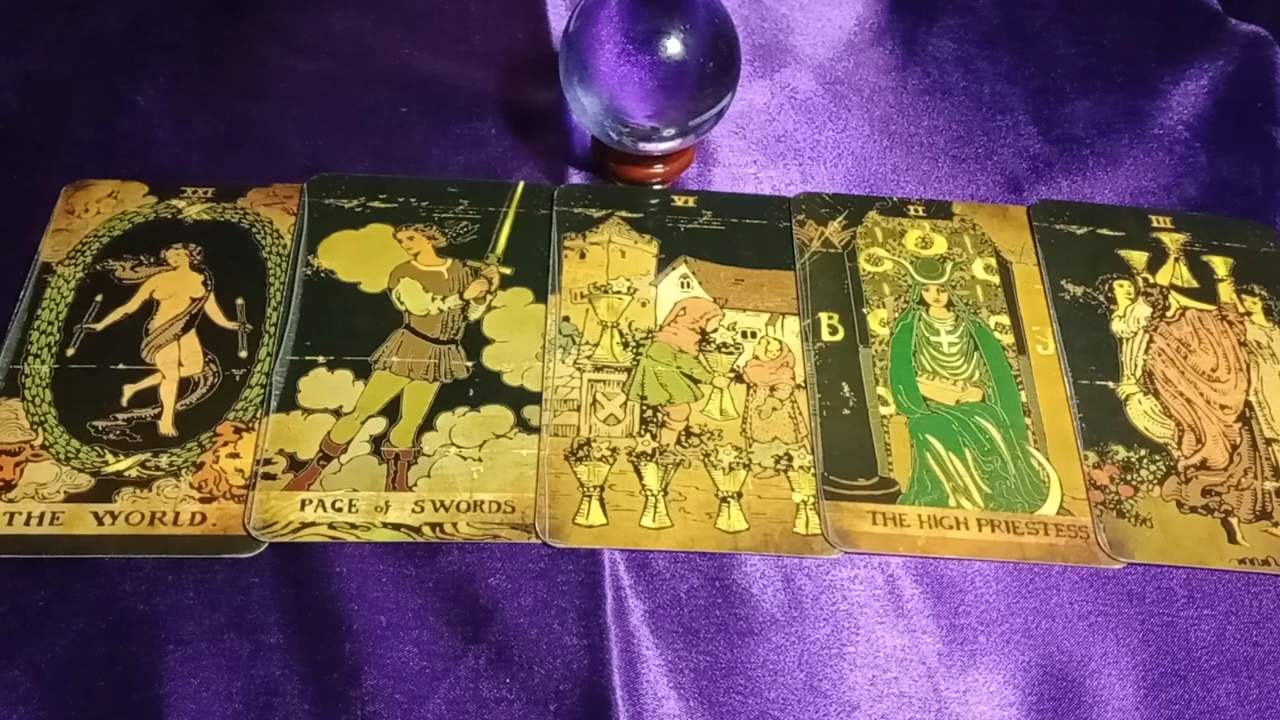 XXI
THE WORLD.
PAGE of SWORDS
VI
II
B
J
THE HIGH PRIESTESS
III